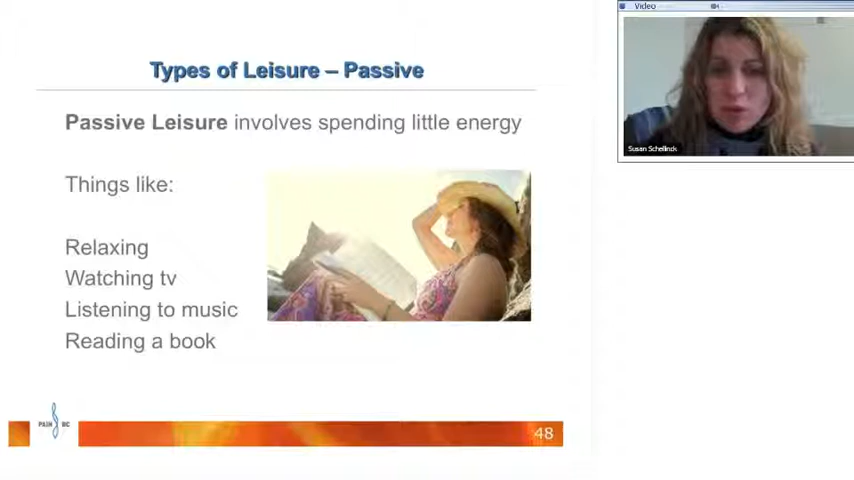 Types of Leisure – Passive
Video
Passive Leisure involves spending little energy
Susan Schellinck
Things like:
Relaxing
Watching tv
Listening to music
Reading a book
PAIN BC
48